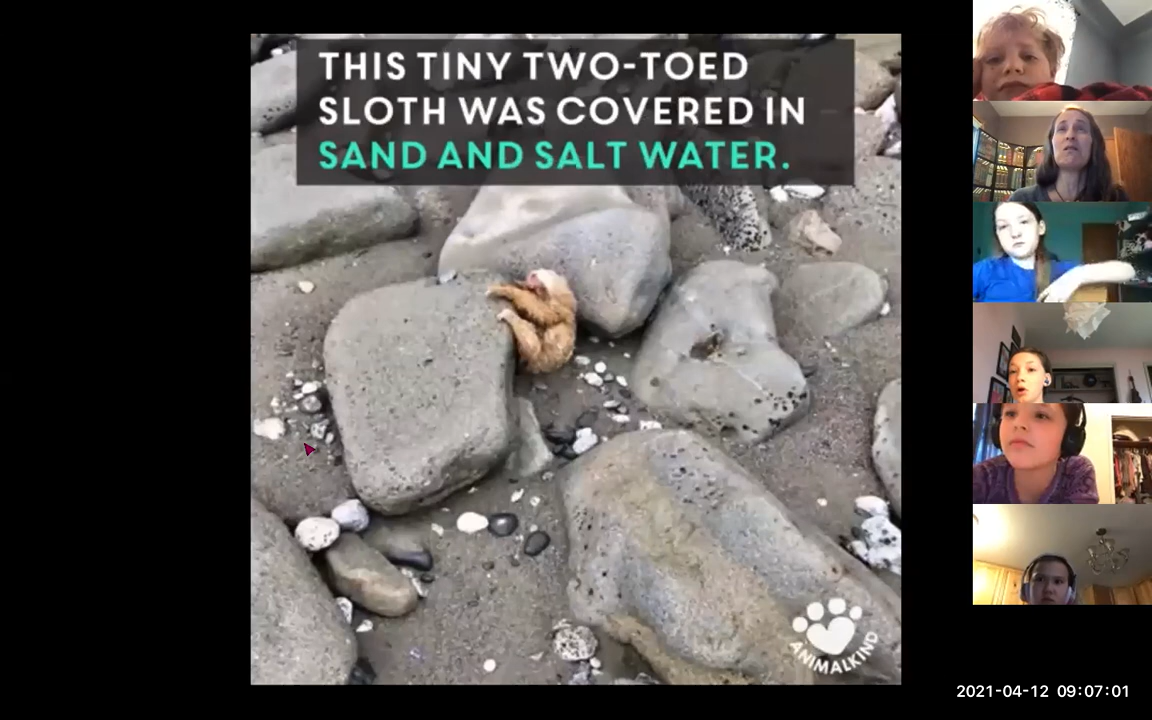 THIS TINY TWO-TOED
SLOTH WAS COVERED IN
SAND AND SALT WATER.
ANIMALKIND
2021-04-12 09:07:01